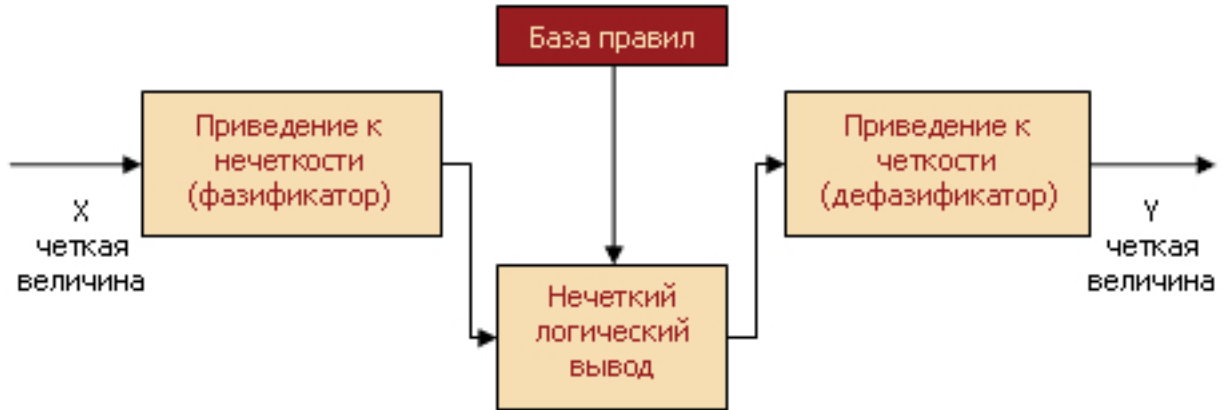 База правил
Приведение к
нечеткости
(фазификатор)
Приведение к
четкости
(дефазификатор)
X
четкая
величина
Y
четкая
величина
Нечеткий
логический
вывод